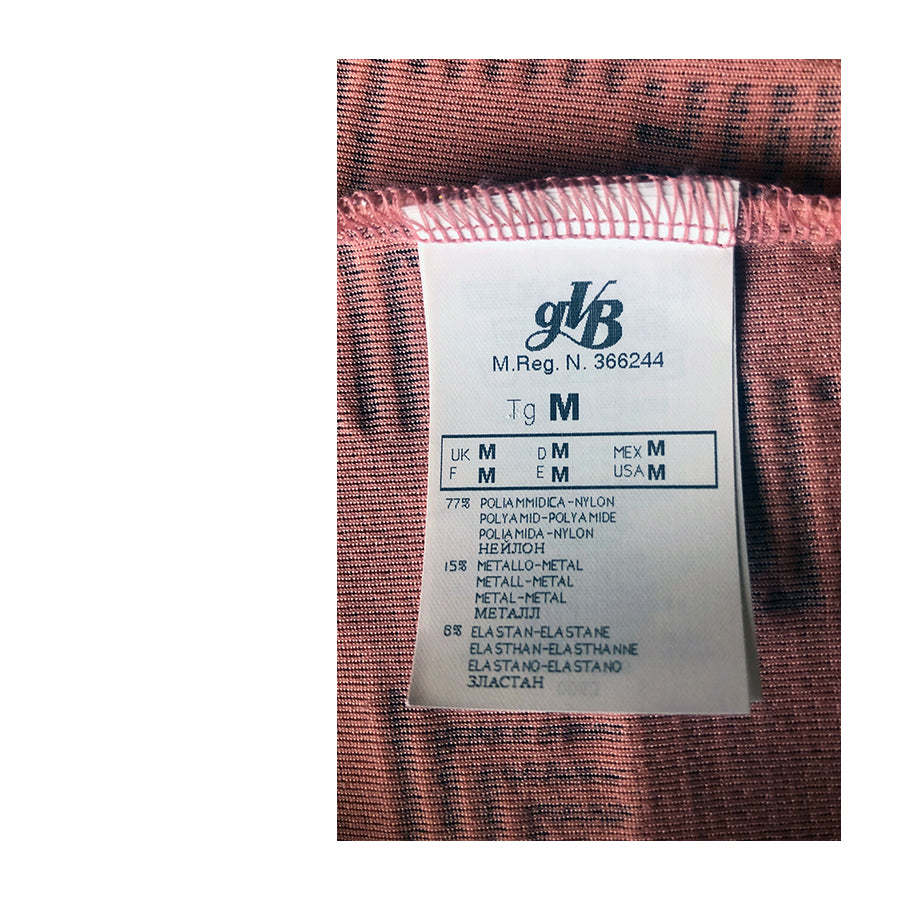 gVB
M.Reg. N. 366244
Tg M
UK M D M MEX M
F M E M USA M
77% POLIAMMIDICA-NYLON
POLYAMID-POLYAMIDE
POLIAMIDA-NYLON
НЕЙЛОН
15% METALLO-METAL
METALL-METAL
METAL-METAL
МЕТАЛЛ
8% ELASTAN-ELASTANE
ELASTHAN-ELASTHANNE
ELASTANO-ELASTANO
ЗЛАСТАН